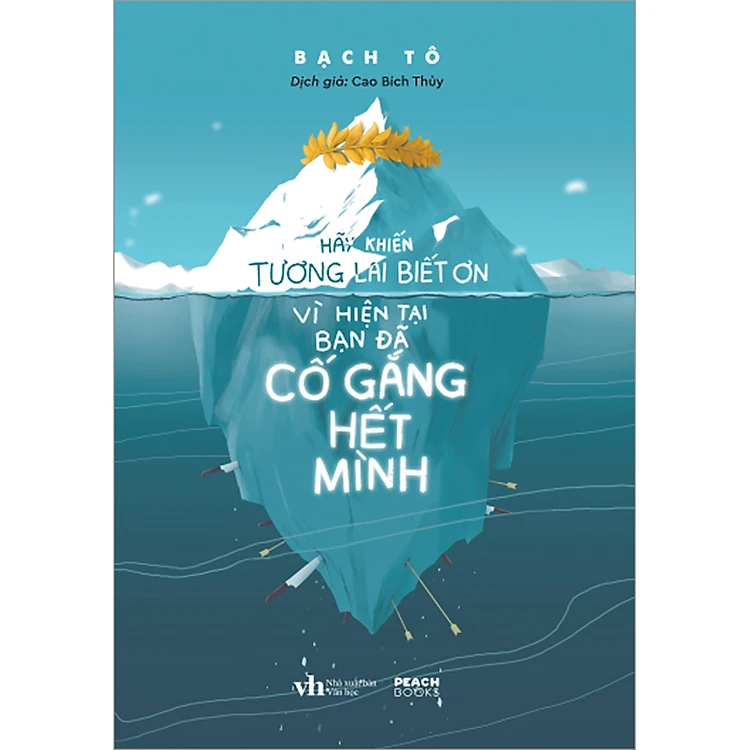 BẠCH TÔ
Dịch giả: Cao Bích Thủy
HÃY KHIẾN
TƯƠNG LAI BIẾT ƠN
VÌ HIỆN TẠI
BẠN ĐÃ
CỐ GẮNG
HẾT
MÌNH
vh Nhà xuất bản
Văn học
PEACH
BOOKS